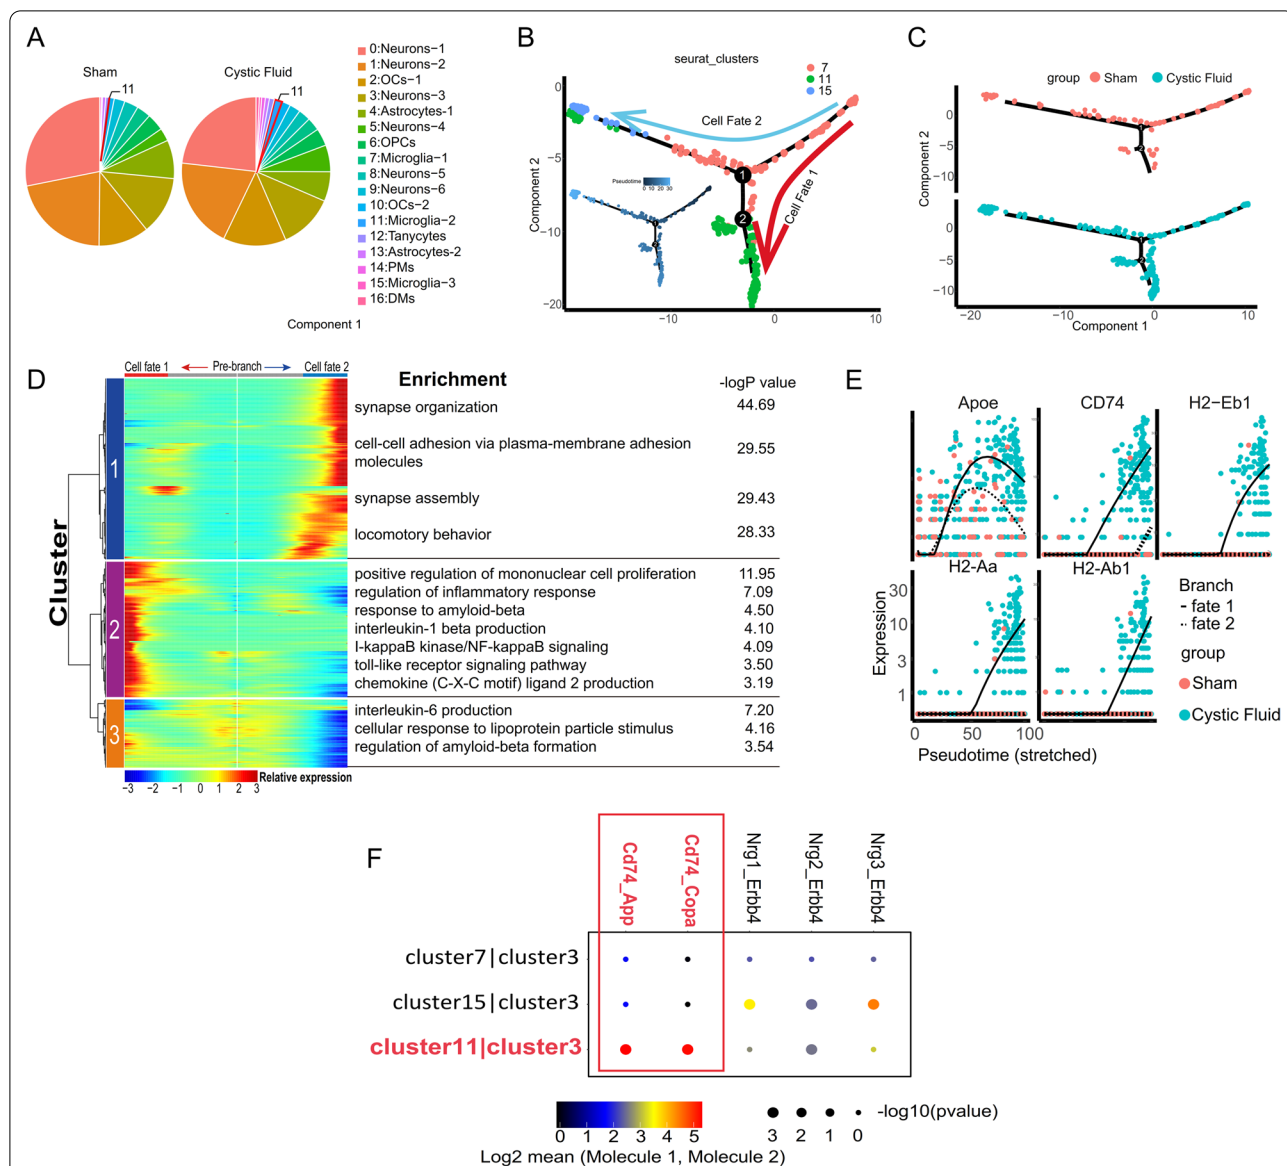 A
Sham
Cystic Fluid
11
11
0:Neurons−1
1:Neurons−2
2:OCs−1
3:Neurons−3
4:Astrocytes-1
5:Neurons−4
6:OPCs
7:Microglia−1
8:Neurons−5
9:Neurons−6
10:OCs−2
11:Microglia−2
12:Tanycytes
13:Astrocytes-2
14:PMs
15:Microglia−3
16:DMs
Component 1
B
seurat_clusters
7
11
15
Cell Fate 2
Cell Fate 1
Pseudotime
0 10 20 30
1
2
1
2
Component 2
0
−5
−10
−20
−10
0
10
C
group Sham Cystic Fluid
Component 2
0
−5
−10
0
−5
−10
1
2
1
2
−20
−10
0
10
Component 1
D
Cell fate 1
Pre-branch
Cell fate 2
Enrichment
-logP value
Cluster
1
synapse organization 44.69
cell-cell adhesion via plasma-membrane adhesion
molecules 29.55
synapse assembly 29.43
locomotory behavior 28.33
2
positive regulation of mononuclear cell proliferation 11.95
regulation of inflammatory response 7.09
response to amyloid-beta 4.50
interleukin-1 beta production 4.10
I-kappaB kinase/NF-kappaB signaling 4.09
toll-like receptor signaling pathway 3.50
chemokine (C-X-C motif) ligand 2 production 3.19
3
interleukin-6 production 7.20
cellular response to lipoprotein particle stimulus 4.16
regulation of amyloid-beta formation 3.54
Relative expression
−3 −2 −1 0 1 2 3
E
Apoe
CD74
H2−Eb1
H2-Aa
H2-Ab1
Expression
30
10
3
1
0 50 100
Pseudotime (stretched)
Branch
fate 1
fate 2
group
Sham
Cystic Fluid
F
Cd74_App
Cd74_Copa
Nrg1_Erbb4
Nrg2_Erbb4
Nrg3_Erbb4
cluster7|cluster3
cluster15|cluster3
cluster11|cluster3
0 1 2 3 4 5
Log2 mean (Molecule 1, Molecule 2)
-log10(pvalue)
3 2 1 0